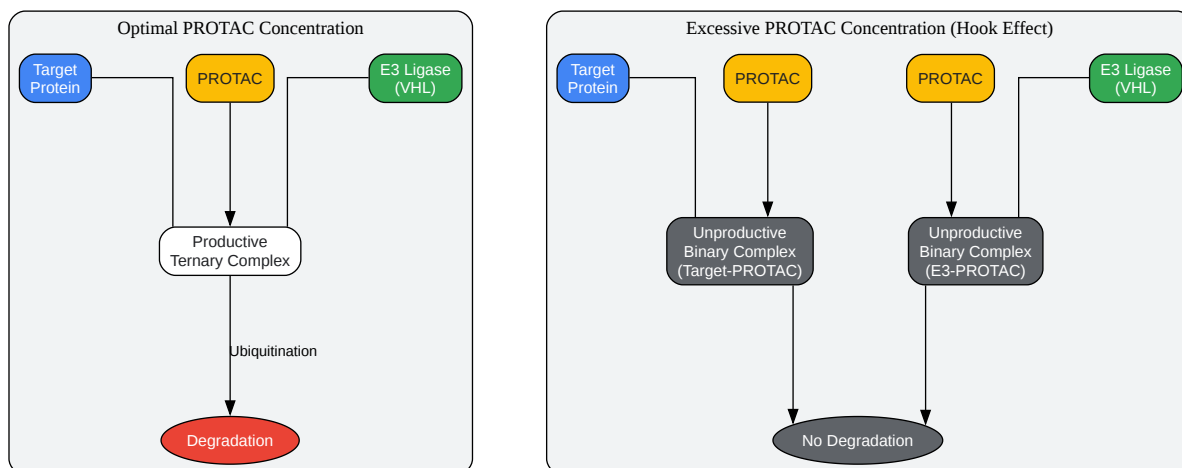 Optimal PROTAC Concentration
Target
Protein
PROTAC
E3 Ligase
(VHL)
Productive
Ternary Complex
Ubiquitination
Degradation
Excessive PROTAC Concentration (Hook Effect)
Target
Protein
PROTAC
PROTAC
E3 Ligase
(VHL)
Unproductive
Binary Complex
(Target-PROTAC)
Unproductive
Binary Complex
(E3-PROTAC)
No Degradation